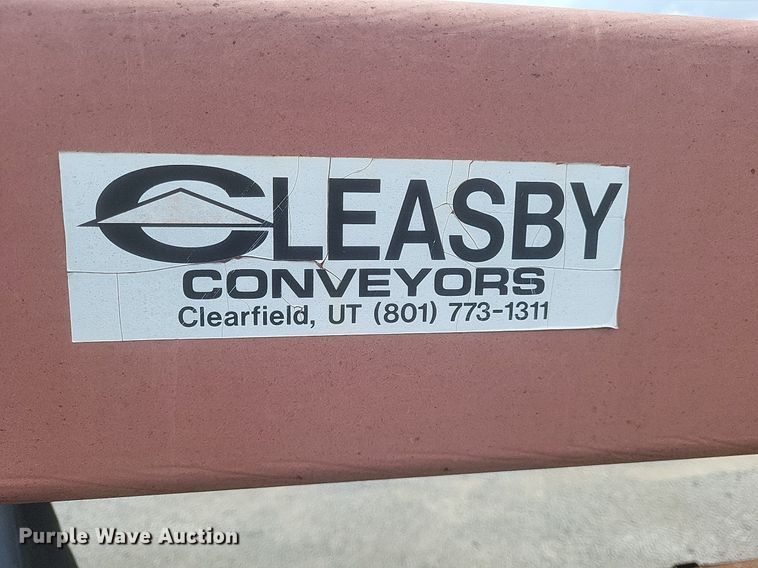 CLEASBY
CONVEYORS
Clearfield, UT (801) 773-1311
Purple Wave Auction